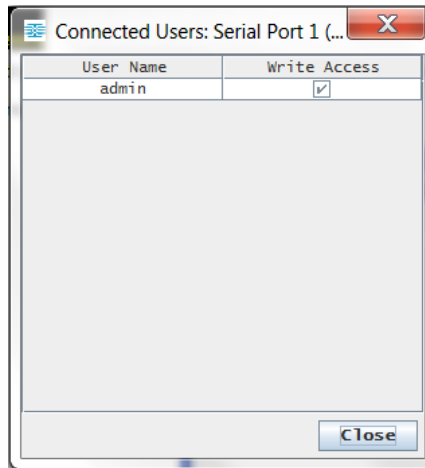 Connected Users: Serial Port 1 (...
User Name Write Access
admin
Close